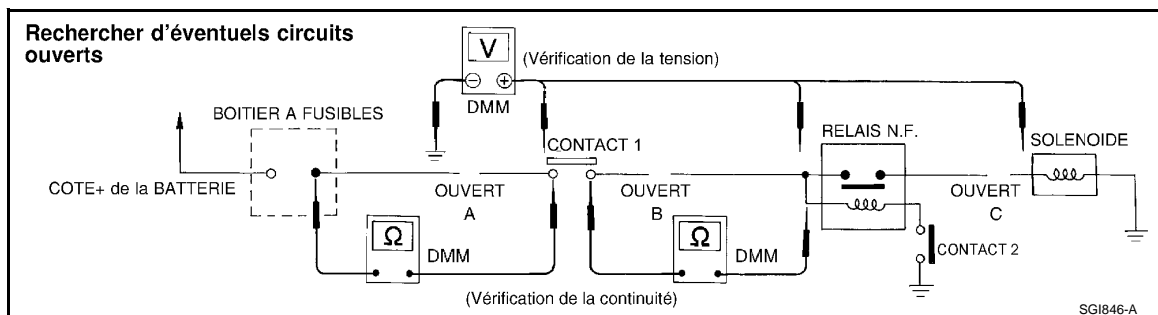 Rechercher d'éventuels circuits
ouverts
V
(Vérification de la tension)
DMM
BOITIER A FUSIBLES
CONTACT 1
RELAIS N.F.
SOLENOIDE
COTE+ de la BATTERIE
OUVERT
A
OUVERT
B
OUVERT
C
Ω
DMM
Ω
DMM
CONTACT 2
(Vérification de la continuité)
SGI846-A